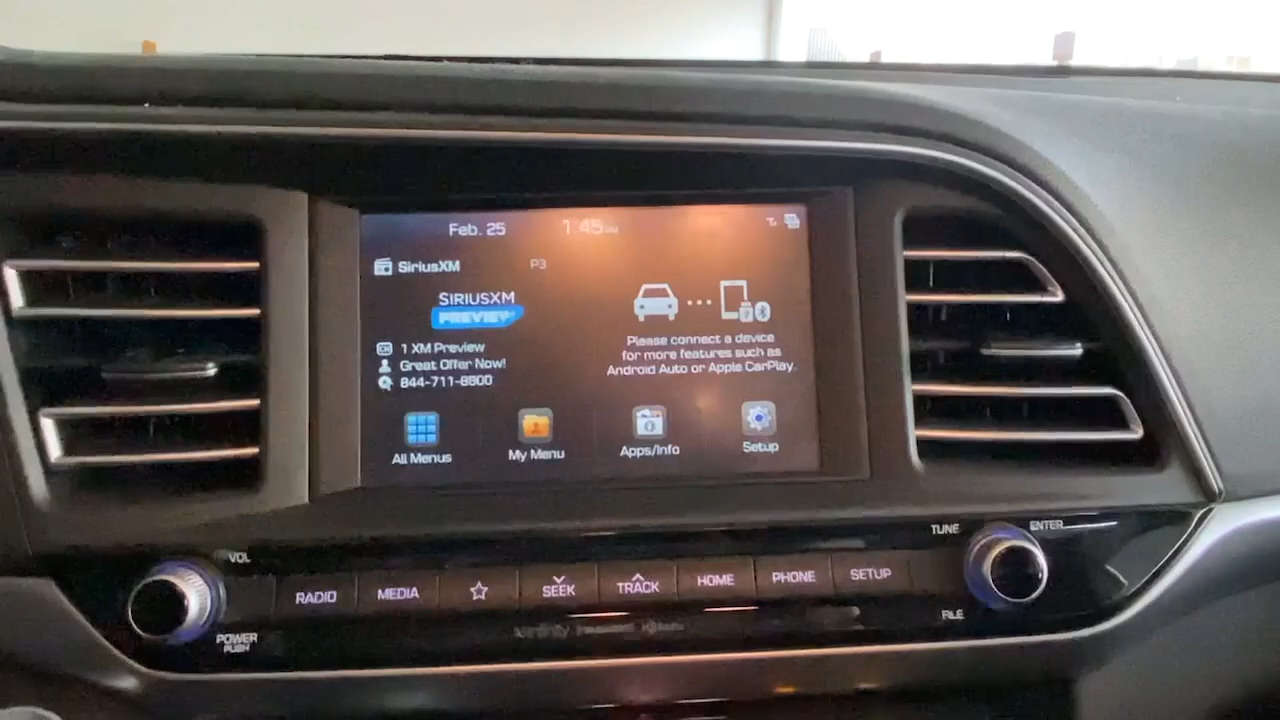 Feb. 25
1:45
SiriusXM
P3
SIRIUSXM
PREVIEW
1 XM Preview
Great Offer Now!
844-711-8800
Please connect a device
for more features such as
Android Auto or Apple CarPlay.
All Menus
My Menu
Apps/Info
Setup
VOL
POWER
PUSH
RADIO
MEDIA
SEEK
TRACK
HOME
PHONE
SETUP
TUNE
ENTER
FILE